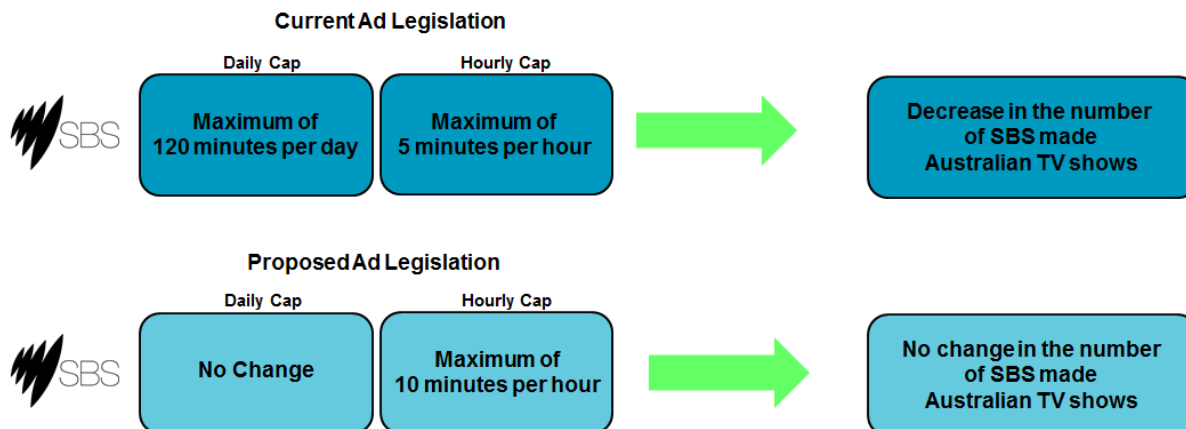 Current Ad Legislation
Daily Cap
Hourly Cap
SBS
Maximum of
120 minutes per day
Maximum of
5 minutes per hour
Decrease in the number
of SBS made
Australian TV shows
Proposed Ad Legislation
Daily Cap
Hourly Cap
SBS
No Change
Maximum of
10 minutes per hour
No change in the number
of SBS made
Australian TV shows